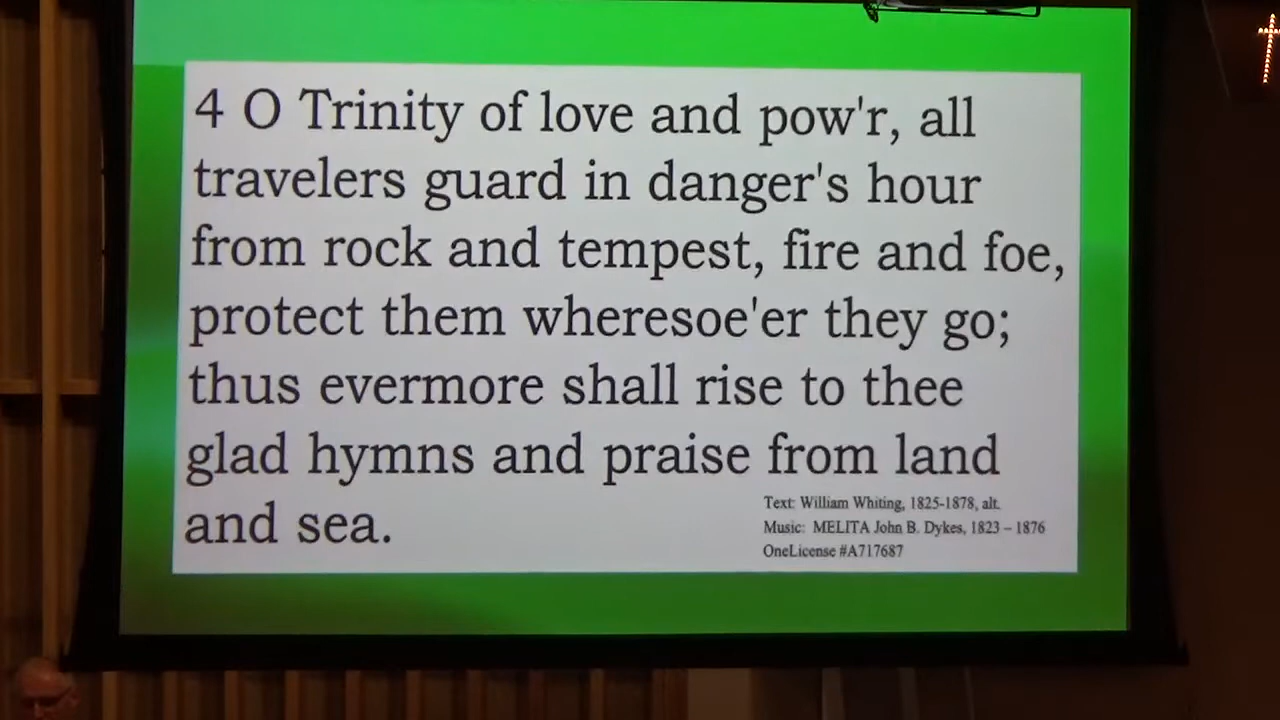 4 O Trinity of love and pow'r, all
travelers guard in danger's hour
from rock and tempest, fire and foe,
protect them wheresoe'er they go;
thus evermore shall rise to thee
glad hymns and praise from land
and sea.
Text: William Whiting, 1825-1878, alt.
Music: MELITA John B. Dykes, 1823 – 1876
OneLicense #A717687